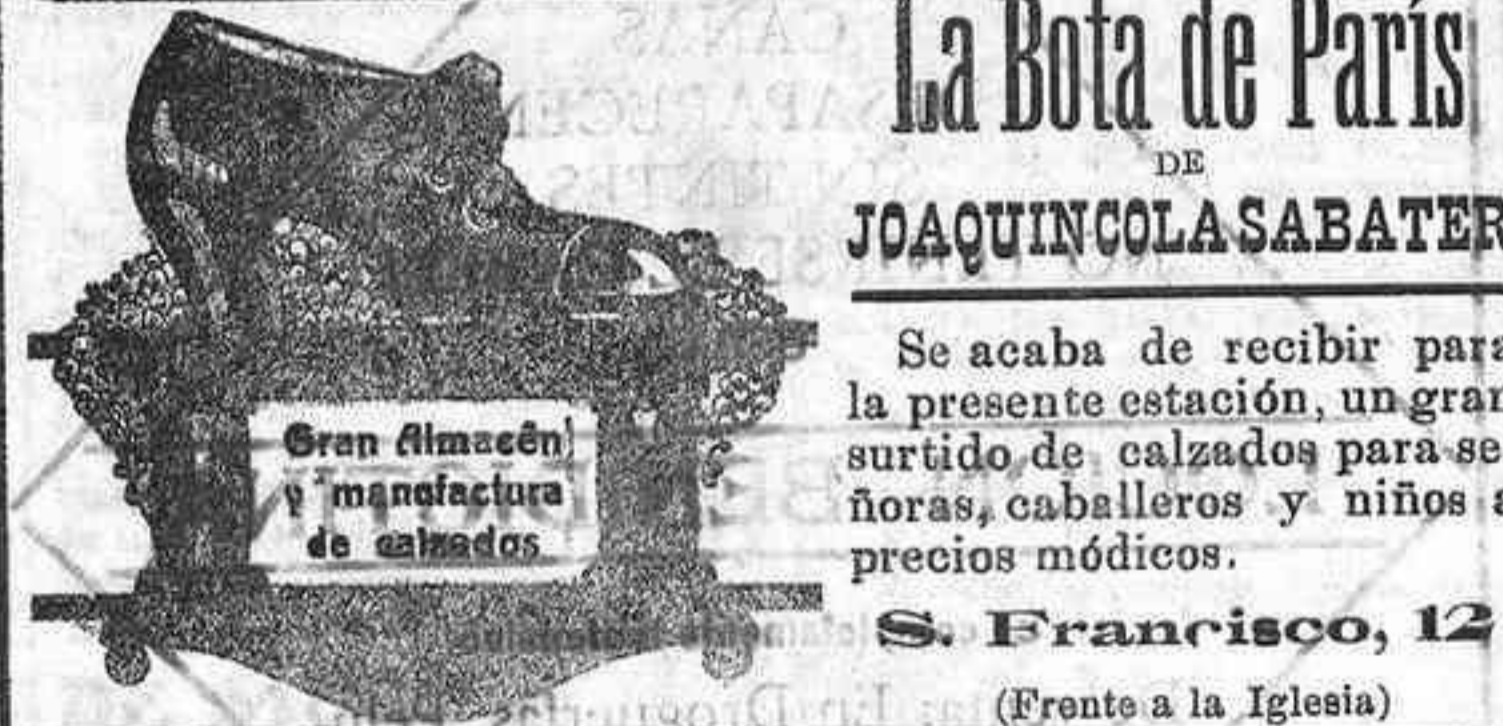 La Bota de París
DE
JOAQUIN COLA SABATER
Se acaba de recibir para
la presente estación, un gran
surtido de calzados para se-
ñoras, caballeros y niños a
precios módicos.
S. Francisco, 12
(Frente a la Iglesia)
Gran Almacén
y manofactura
de calzados